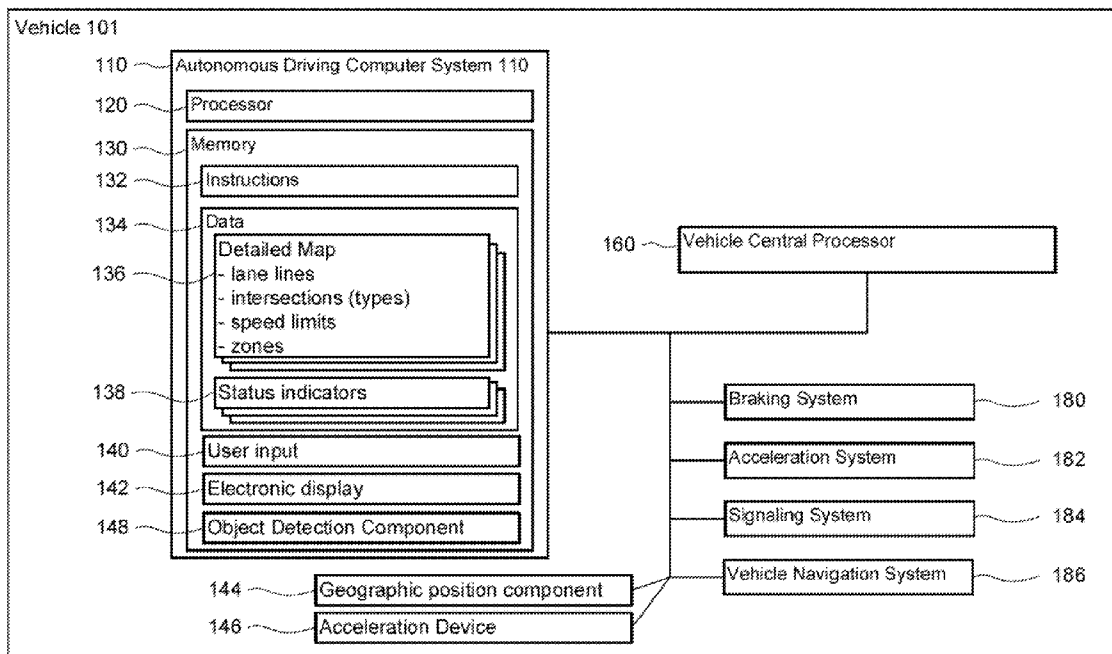 Vehicle 101
110
Autonomous Driving Computer System 110
120
Processor
130
Memory
132
Instructions
134
Data
136
Detailed Map
- lane lines
- intersections (types)
- speed limits
- zones
138
Status indicators
140
User input
142
Electronic display
148
Object Detection Component
144
Geographic position component
146
Acceleration Device
160
Vehicle Central Processor
Braking System
180
Acceleration System
182
Signaling System
184
Vehicle Navigation System
186